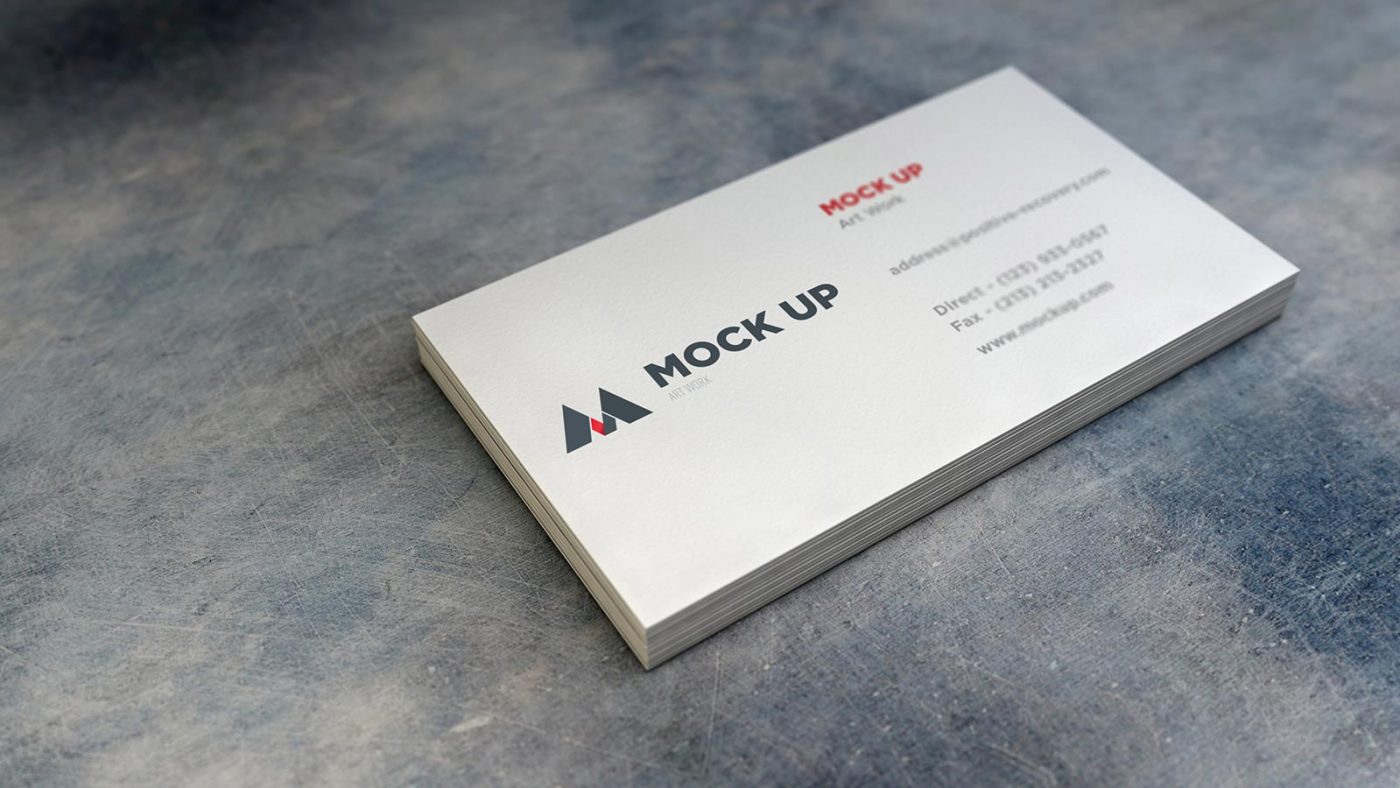 MOCK UP
ART WORK
MOCK UP
Art Work
address@positive-recovery.com
Direct - (123) 933-0567
Fax - (213) 213-2327
www.mockup.com